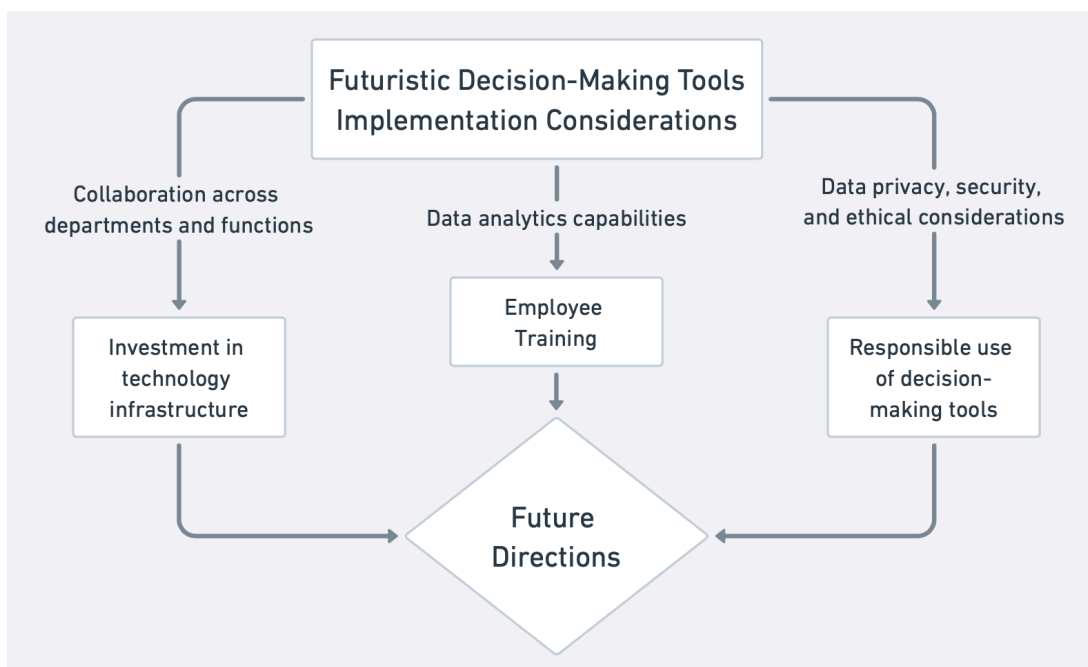 Futuristic Decision-Making Tools
Implementation Considerations
Collaboration across
departments and functions
Data analytics capabilities
Data privacy, security,
and ethical considerations
Investment in
technology
infrastructure
Employee
Training
Responsible use
of decision-
making tools
Future
Directions